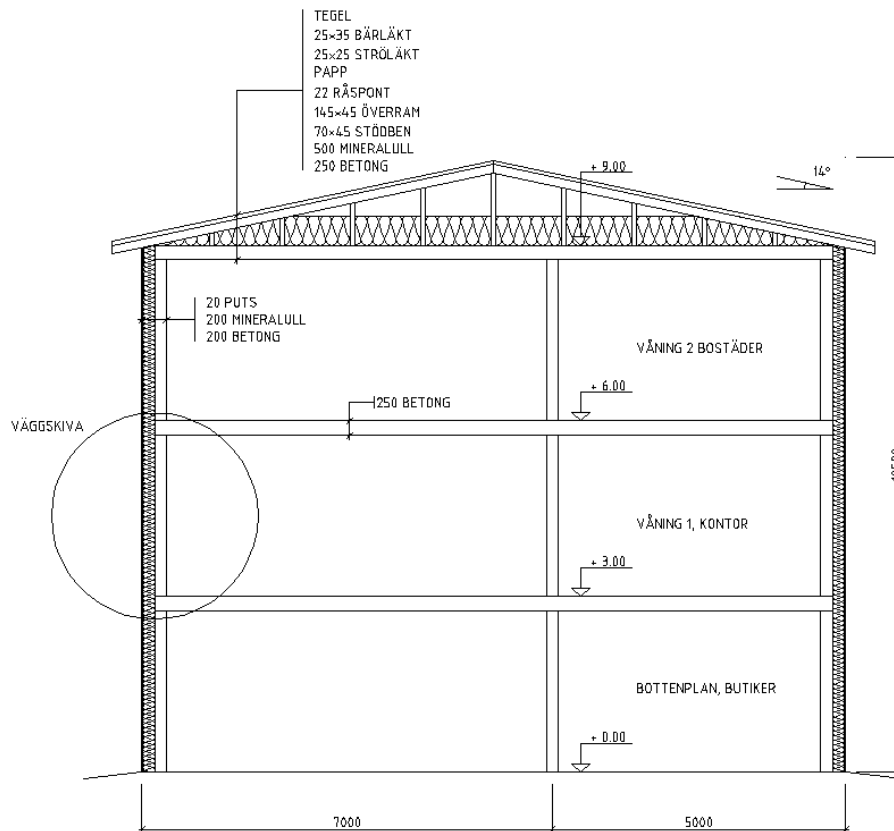 TEGEL
25×35 BÄRLÄKT
25×25 STRÖLÄKT
PAPP
22 RÅSPONT
145×45 ÖVERRAM
70×45 STÖDBEN
500 MINERALULL
250 BETONG
+ 9.00
14°
20 PUTS
200 MINERALULL
200 BETONG
VÅNING 2 BOSTÄDER
+ 6.00
250 BETONG
VÄGGSKIVA
VÅNING 1, KONTOR
+ 3.00
BOTTENPLAN, BUTIKER
+ 0.00
7000
5000